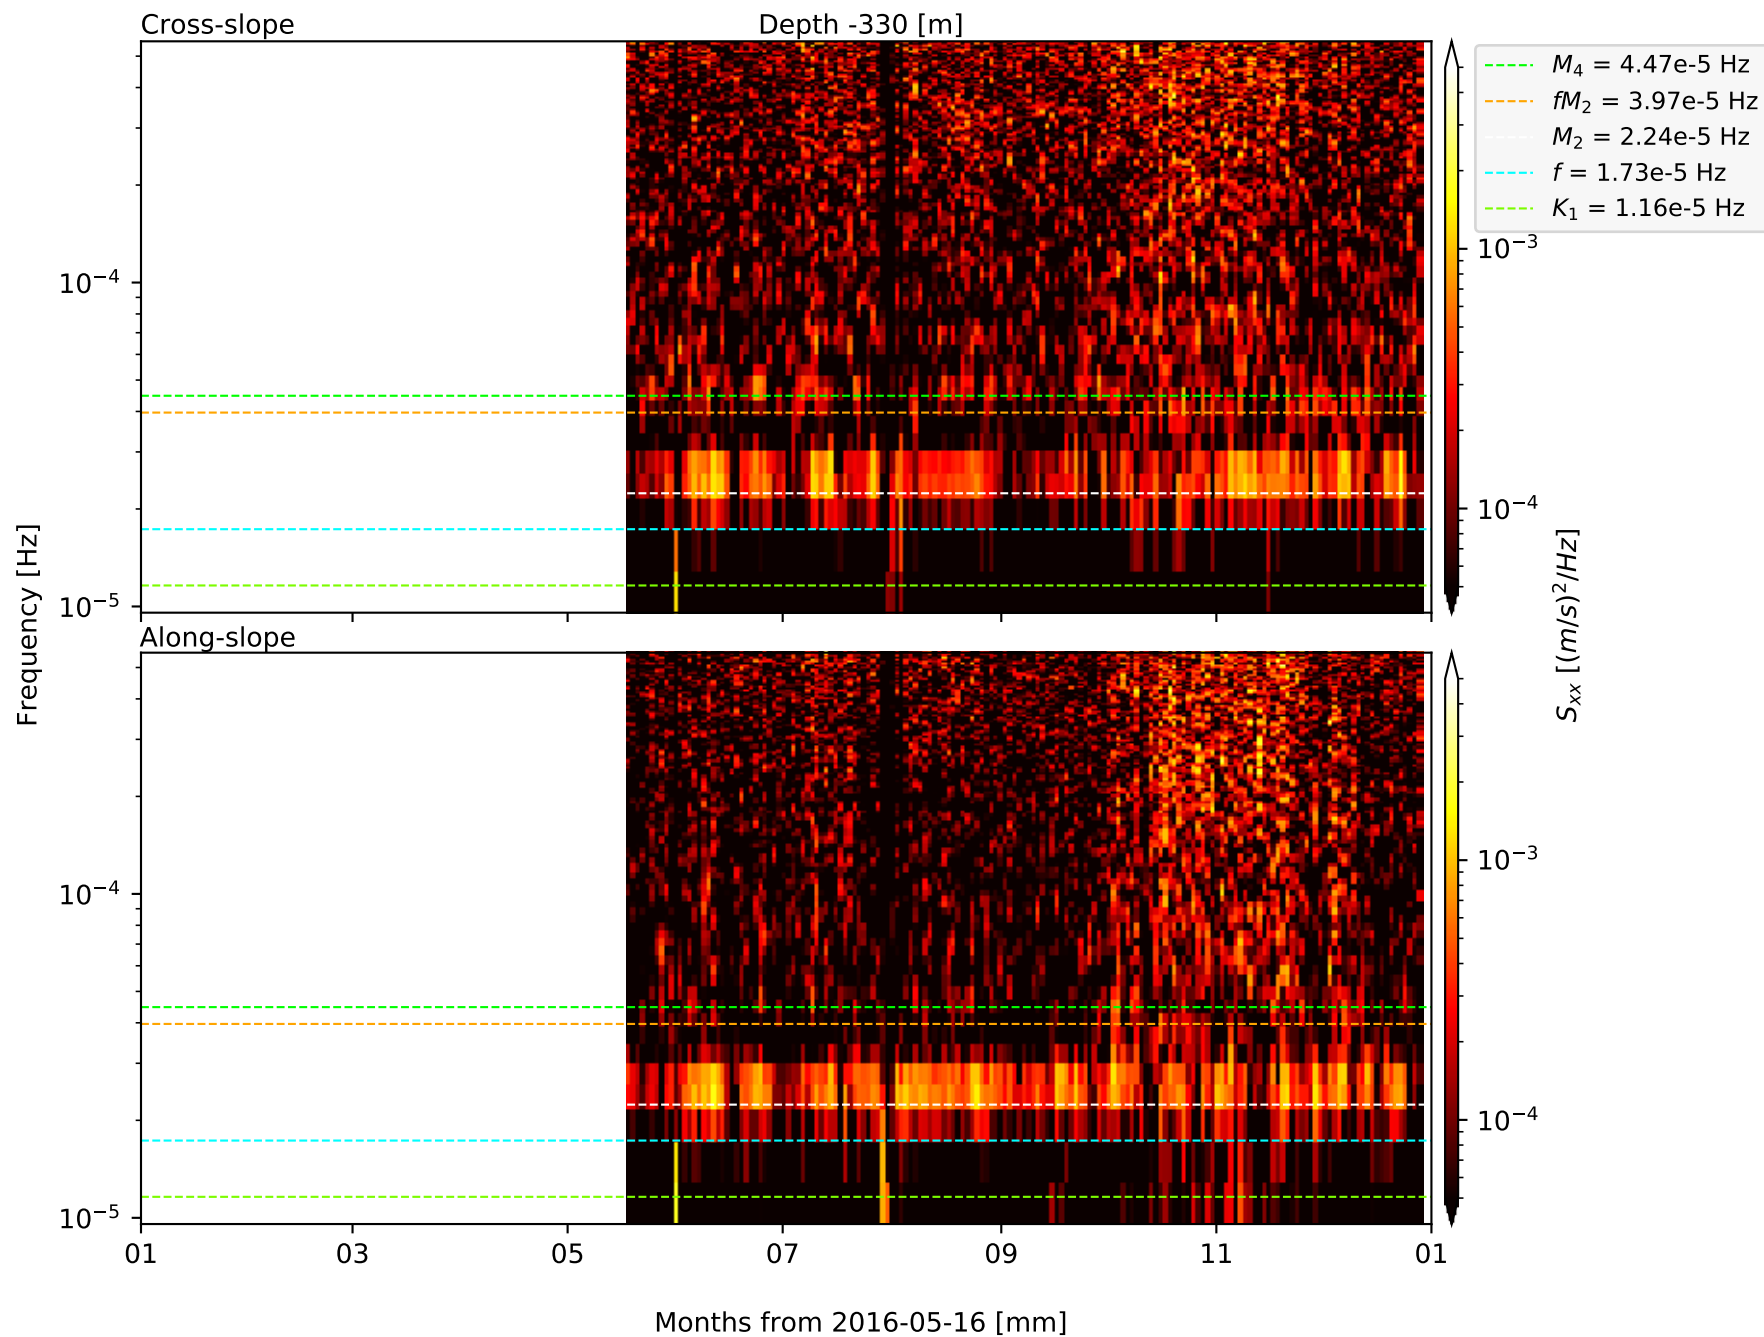 Cross-slope
Depth -330 [m]
M₄ = 4.47e-5 Hz
fM₂ = 3.97e-5 Hz
M₂ = 2.24e-5 Hz
f = 1.73e-5 Hz
K₁ = 1.16e-5 Hz
10⁻⁴
10⁻⁵
10⁻³
10⁻⁴
Frequency [Hz]
Sₓₓ [(m/s)²/Hz]
Along-slope
10⁻⁴
10⁻⁵
10⁻³
10⁻⁴
01 03 05 07 09 11 01
Months from 2016-05-16 [mm]